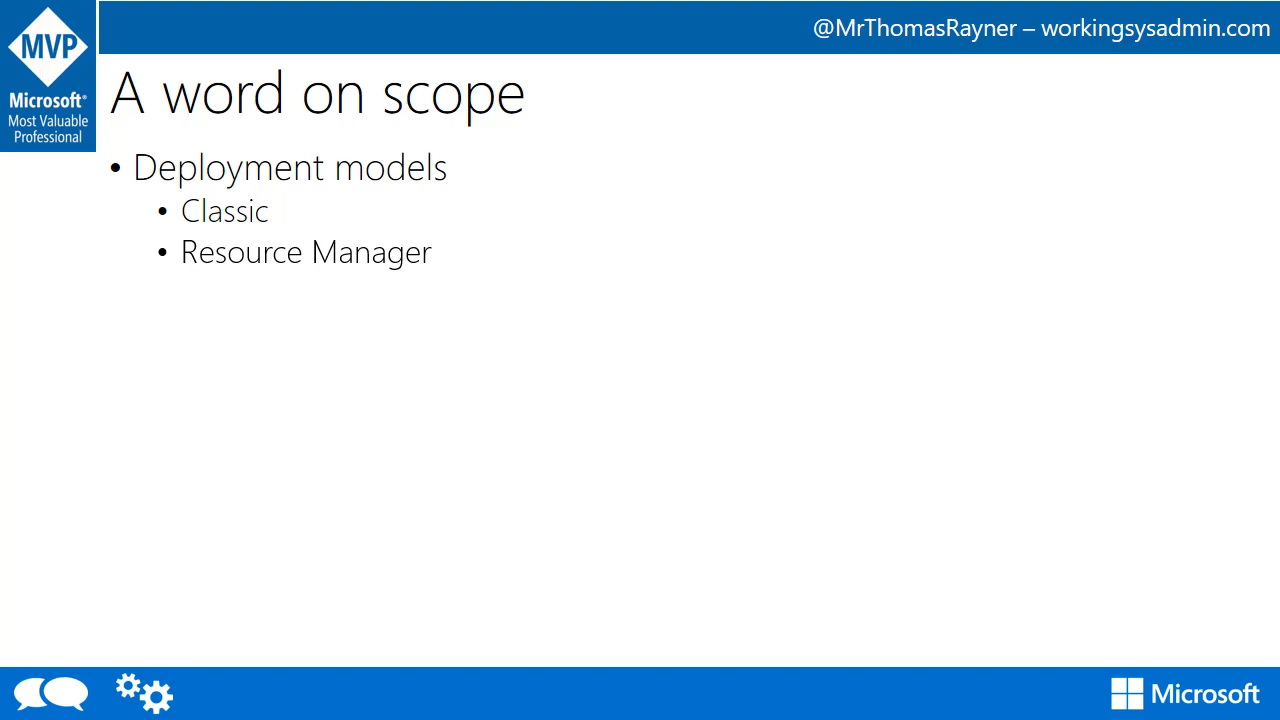 @MrThomasRayner – workingsysadmin.com
MVP
Microsoft®
Most Valuable
Professional
A word on scope
• Deployment models
• Classic
• Resource Manager
Microsoft